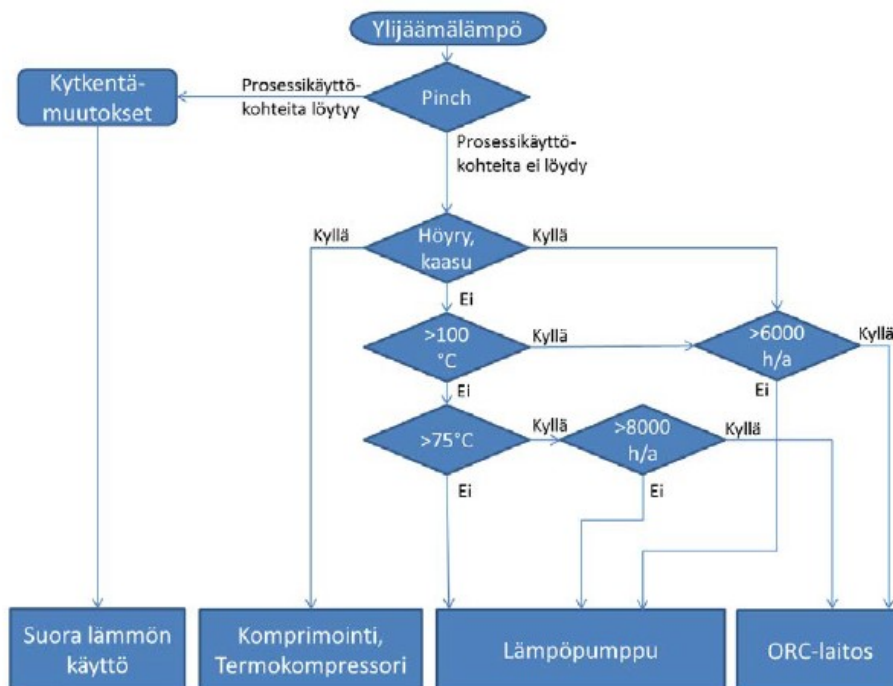 Ylijäämälämpö
Kytkentä-
muutokset
Prosessikäyttö-
kohteita löytyy
Pinch
Prosessikäyttö-
kohteita ei löydy
Kyllä
Höyry,
kaasu
Kyllä
Ei
>100
°C
Kyllä
>6000
h/a
Kyllä
Ei
Ei
>75°C
Kyllä
>8000
h/a
Kyllä
Ei
Ei
Suora lämmön
käyttö
Komprimointi,
Termokompressori
Lämpöpumppu
ORC-laitos